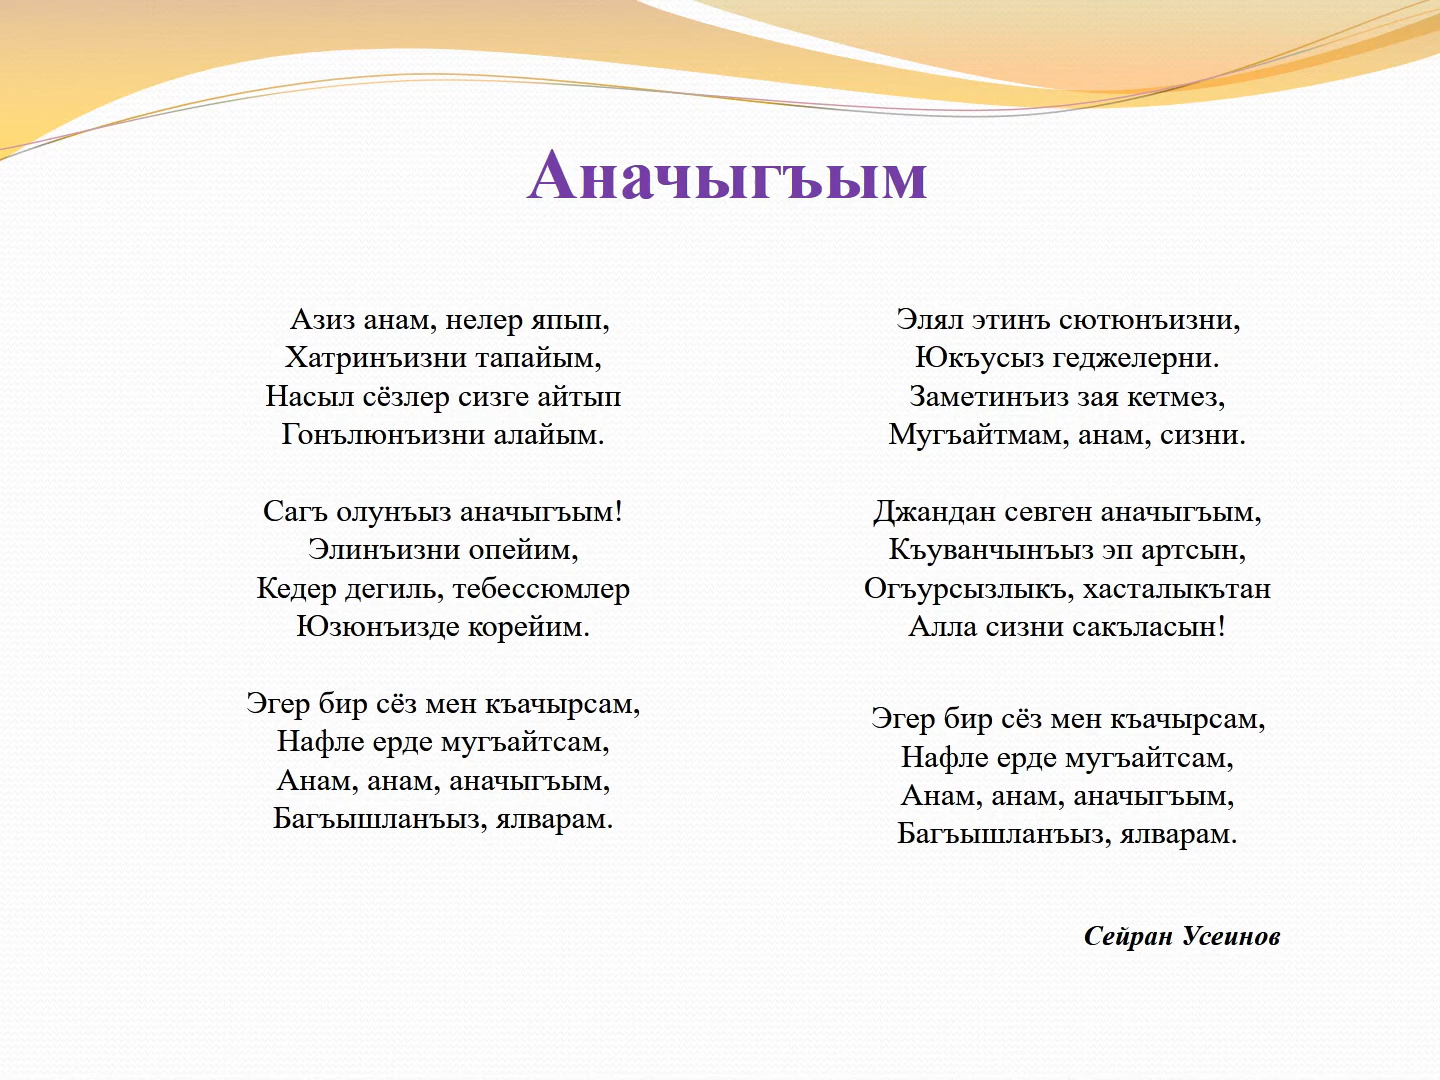 Аначыгъым
Азиз анам, нелер япып,
Хатринъизни тапайым,
Насыл сёзлер сизге айтып
Гонълюнъизни алайым.
Сагъ олунъыз аначыгъым!
Элинъизни опейим,
Кедер дегиль, тебессюмлер
Юзюнъизде корейим.
Эгер бир сёз мен къачырсам,
Нафле ерде мугъайтсам,
Анам, анам, аначыгъым,
Багъышланъыз, ялварам.
Элял этинъ сютюнъизни,
Юкъусыз геджелерни.
Заметинъиз зая кетмез,
Мугъайтмам, анам, сизни.
Джандан севген аначыгъым,
Къуванчынъыз эп артсын,
Огъурсызлыкъ, хасталыкътан
Алла сизни сакъласын!
Эгер бир сёз мен къачырсам,
Нафле ерде мугъайтсам,
Анам, анам, аначыгъым,
Багъышланъыз, ялварам.
Сейран Усеинов